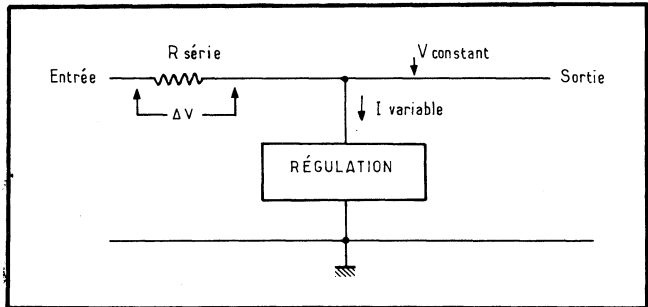 R série
V constant
Entrée
Sortie
ΔV
I variable
RÉGULATION